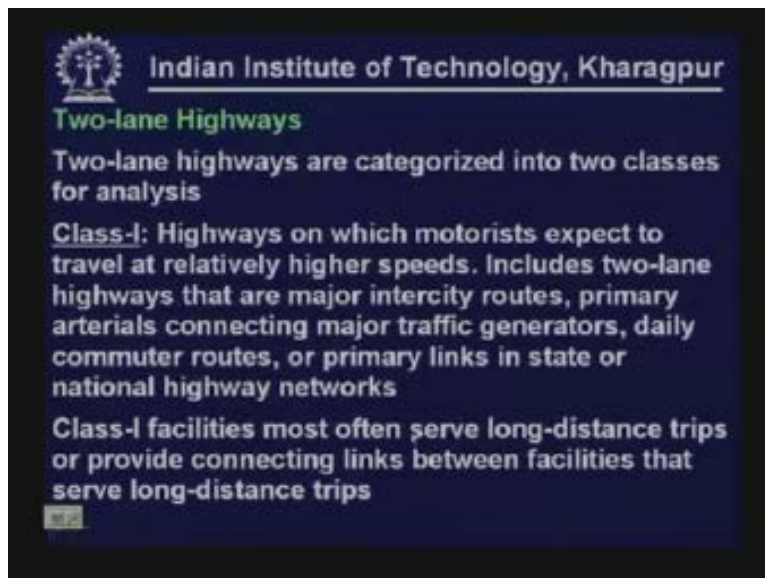 Indian Institute of Technology, Kharagpur
Two-lane Highways
Two-lane highways are categorized into two classes
for analysis
Class-I: Highways on which motorists expect to
travel at relatively higher speeds. Includes two-lane
highways that are major intercity routes, primary
arterials connecting major traffic generators, daily
commuter routes, or primary links in state or
national highway networks
Class-I facilities most often serve long-distance trips
or provide connecting links between facilities that
serve long-distance trips